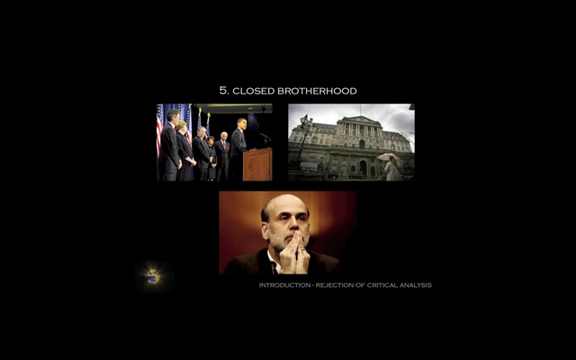 5. CLOSED BROTHERHOOD
INTRODUCTION - REJECTION OF CRITICAL ANALYSIS